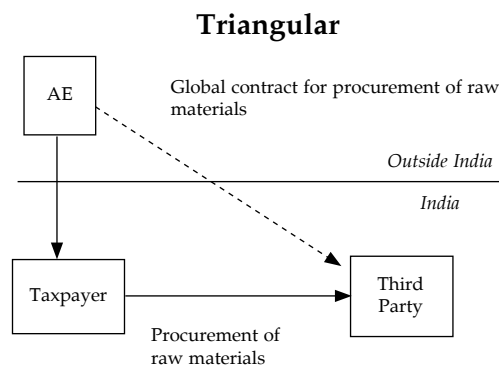 Triangular
AE
Global contract for procurement of raw
materials
Outside India
India
Taxpayer
Third
Party
Procurement of
raw materials